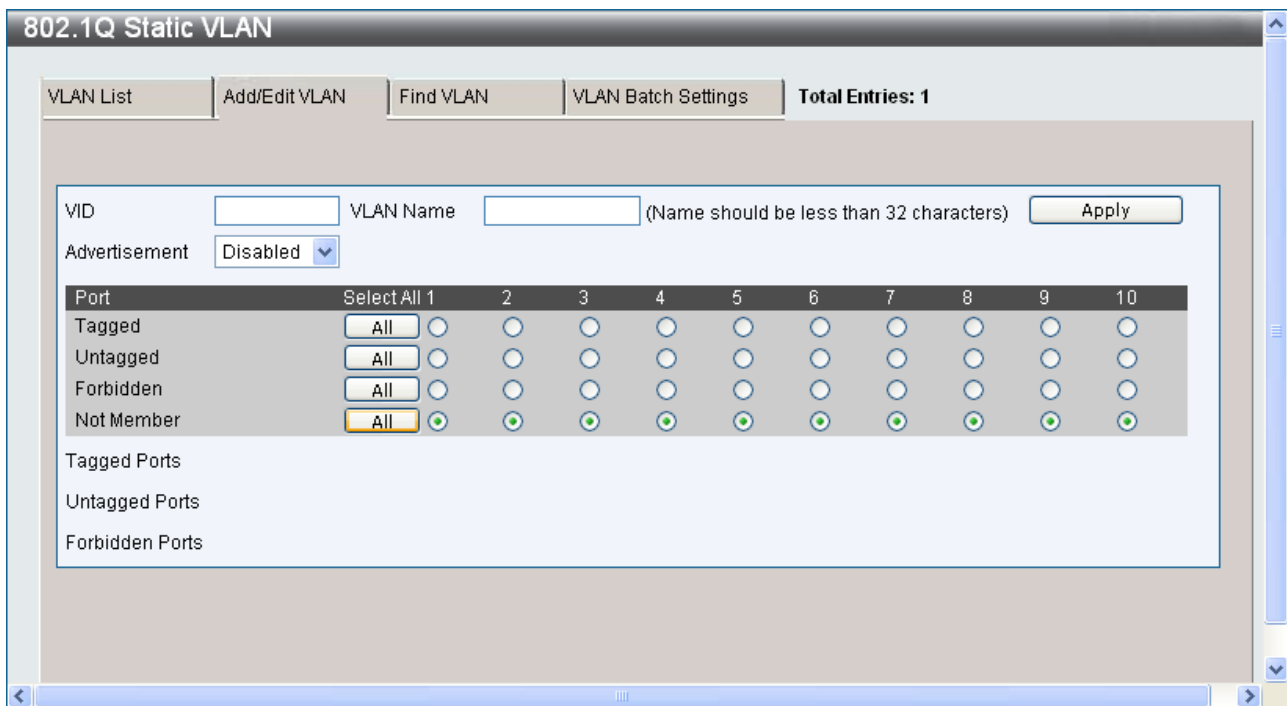 802.1Q Static VLAN
VLAN List Add/Edit VLAN Find VLAN VLAN Batch Settings Total Entries: 1
VID VLAN Name (Name should be less than 32 characters) Apply
Advertisement Disabled
Port Select All 1 2 3 4 5 6 7 8 9 10
Tagged All
Untagged All
Forbidden All
Not Member All
Tagged Ports
Untagged Ports
Forbidden Ports